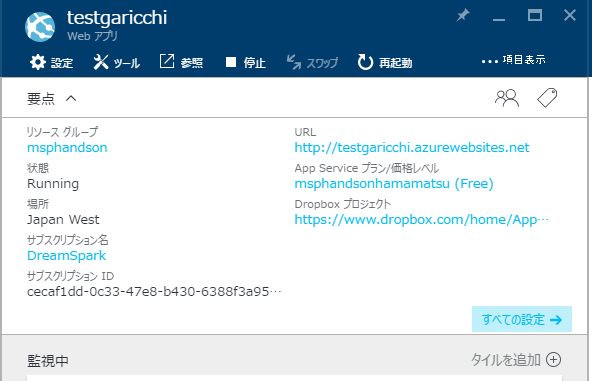 testgaricchi
Web アプリ
設定 ツール 参照 停止 スワップ 再起動 ••• 項目表示
要点
リソース グループ
msphandson
状態
Running
場所
Japan West
サブスクリプション名
DreamSpark
サブスクリプション ID
cecaf1dd-0c33-47e8-b430-6388f3a95…
URL
http://testgaricchi.azurewebsites.net
App Service プラン/価格レベル
msphandsonhamamatsu (Free)
Dropbox プロジェクト
https://www.dropbox.com/home/App…
すべての設定
監視中 タイルを追加